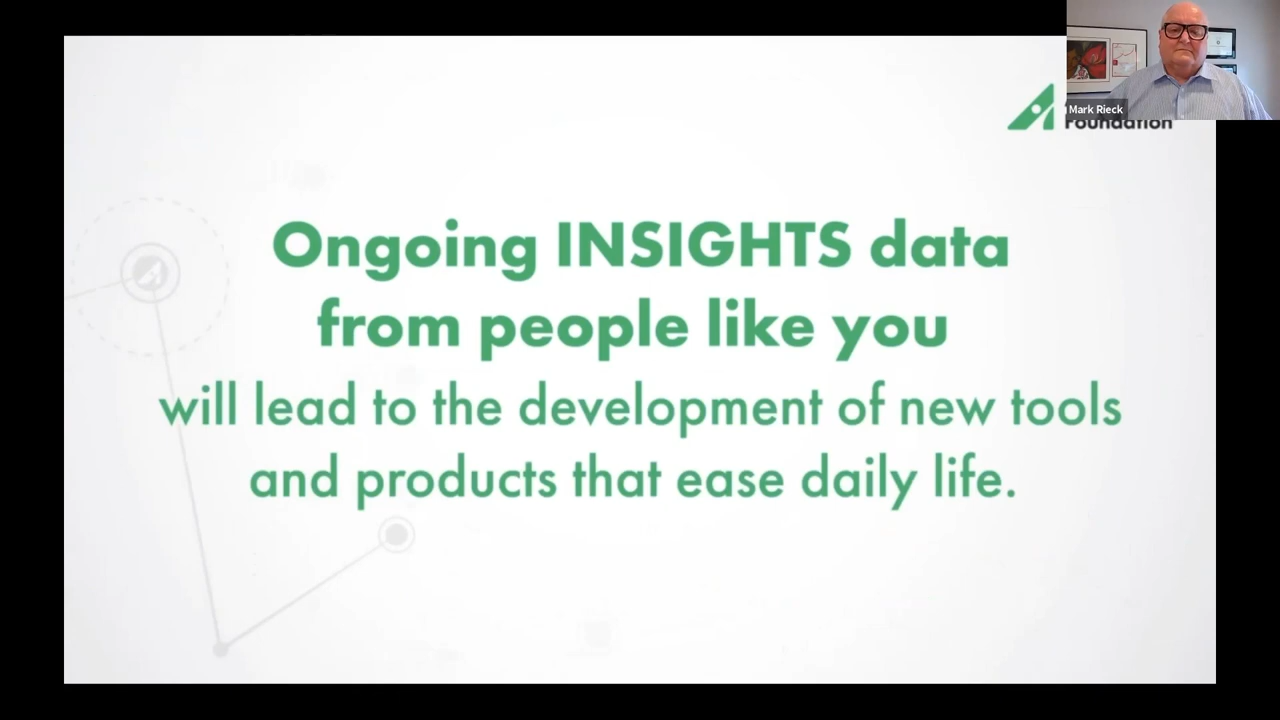 Mark Rieck
Foundation
Ongoing INSIGHTS data
from people like you
will lead to the development of new tools
and products that ease daily life.